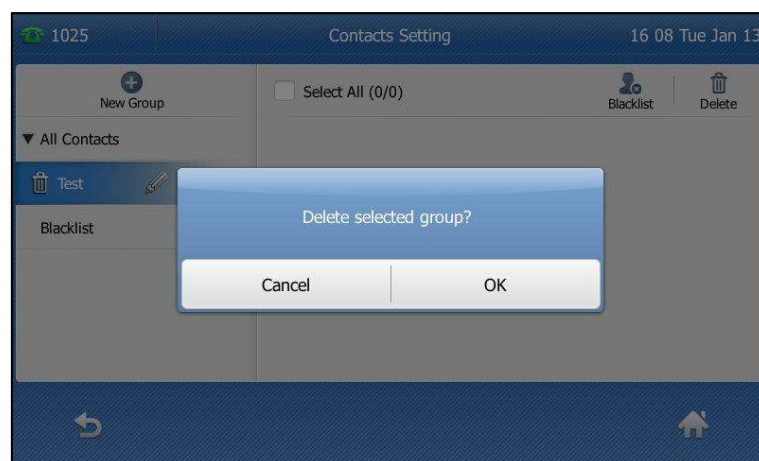 1025
Contacts Setting
16 08 Tue Jan 13
New Group
Select All (0/0)
Blacklist
Delete
▼ All Contacts
Test
Blacklist
Delete selected group?
Cancel
OK